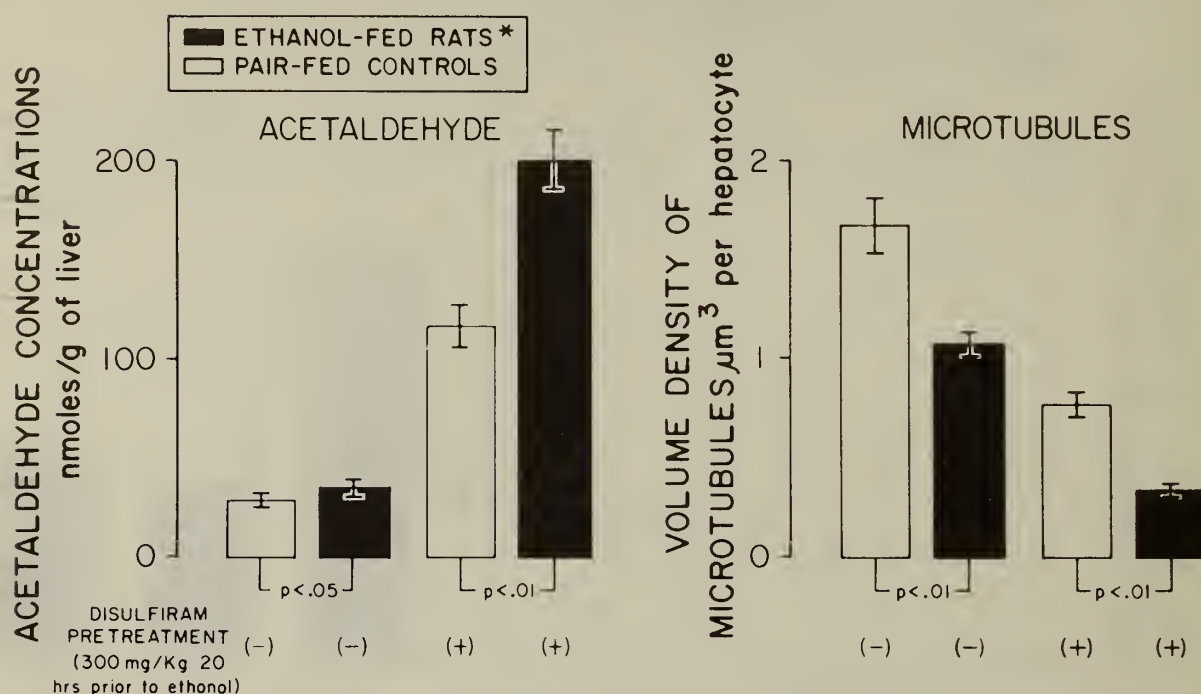 ETHANOL-FED RATS*
PAIR-FED CONTROLS
ACETALDEHYDE CONCENTRATIONS
nmoles/g of liver
ACETALDEHYDE
200
100
0
p<.05
p<.01
DISULFIRAM
PRETREATMENT
(300 mg/Kg 20
hrs prior to ethonol)
(-)
(-)
(+)
(+)
VOLUME DENSITY OF
MICROTUBULES,μm³ per hepatocyte
MICROTUBULES
2
1
0
p<.01
p<.01
(-)
(-)
(+)
(+)